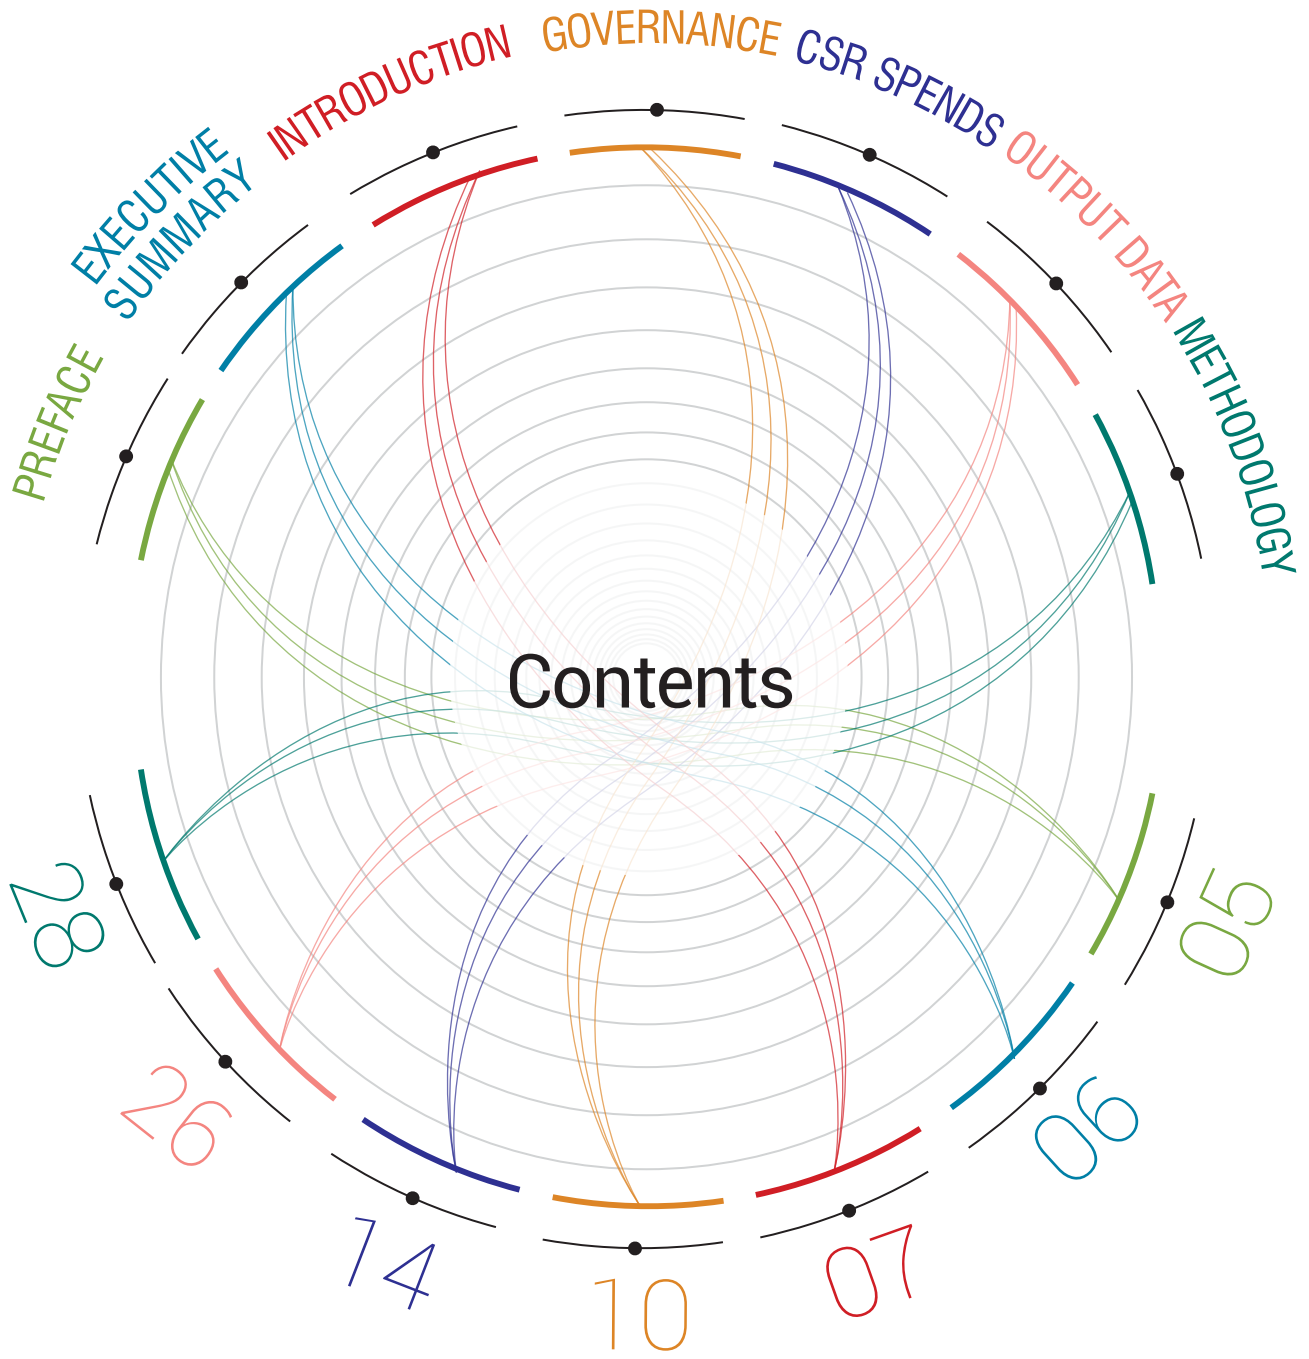 PREFACE
EXECUTIVE
SUMMARY
INTRODUCTION
GOVERNANCE
CSR SPENDS
OUTPUT DATA
METHODOLOGY
Contents
05
06
07
10
14
26
28